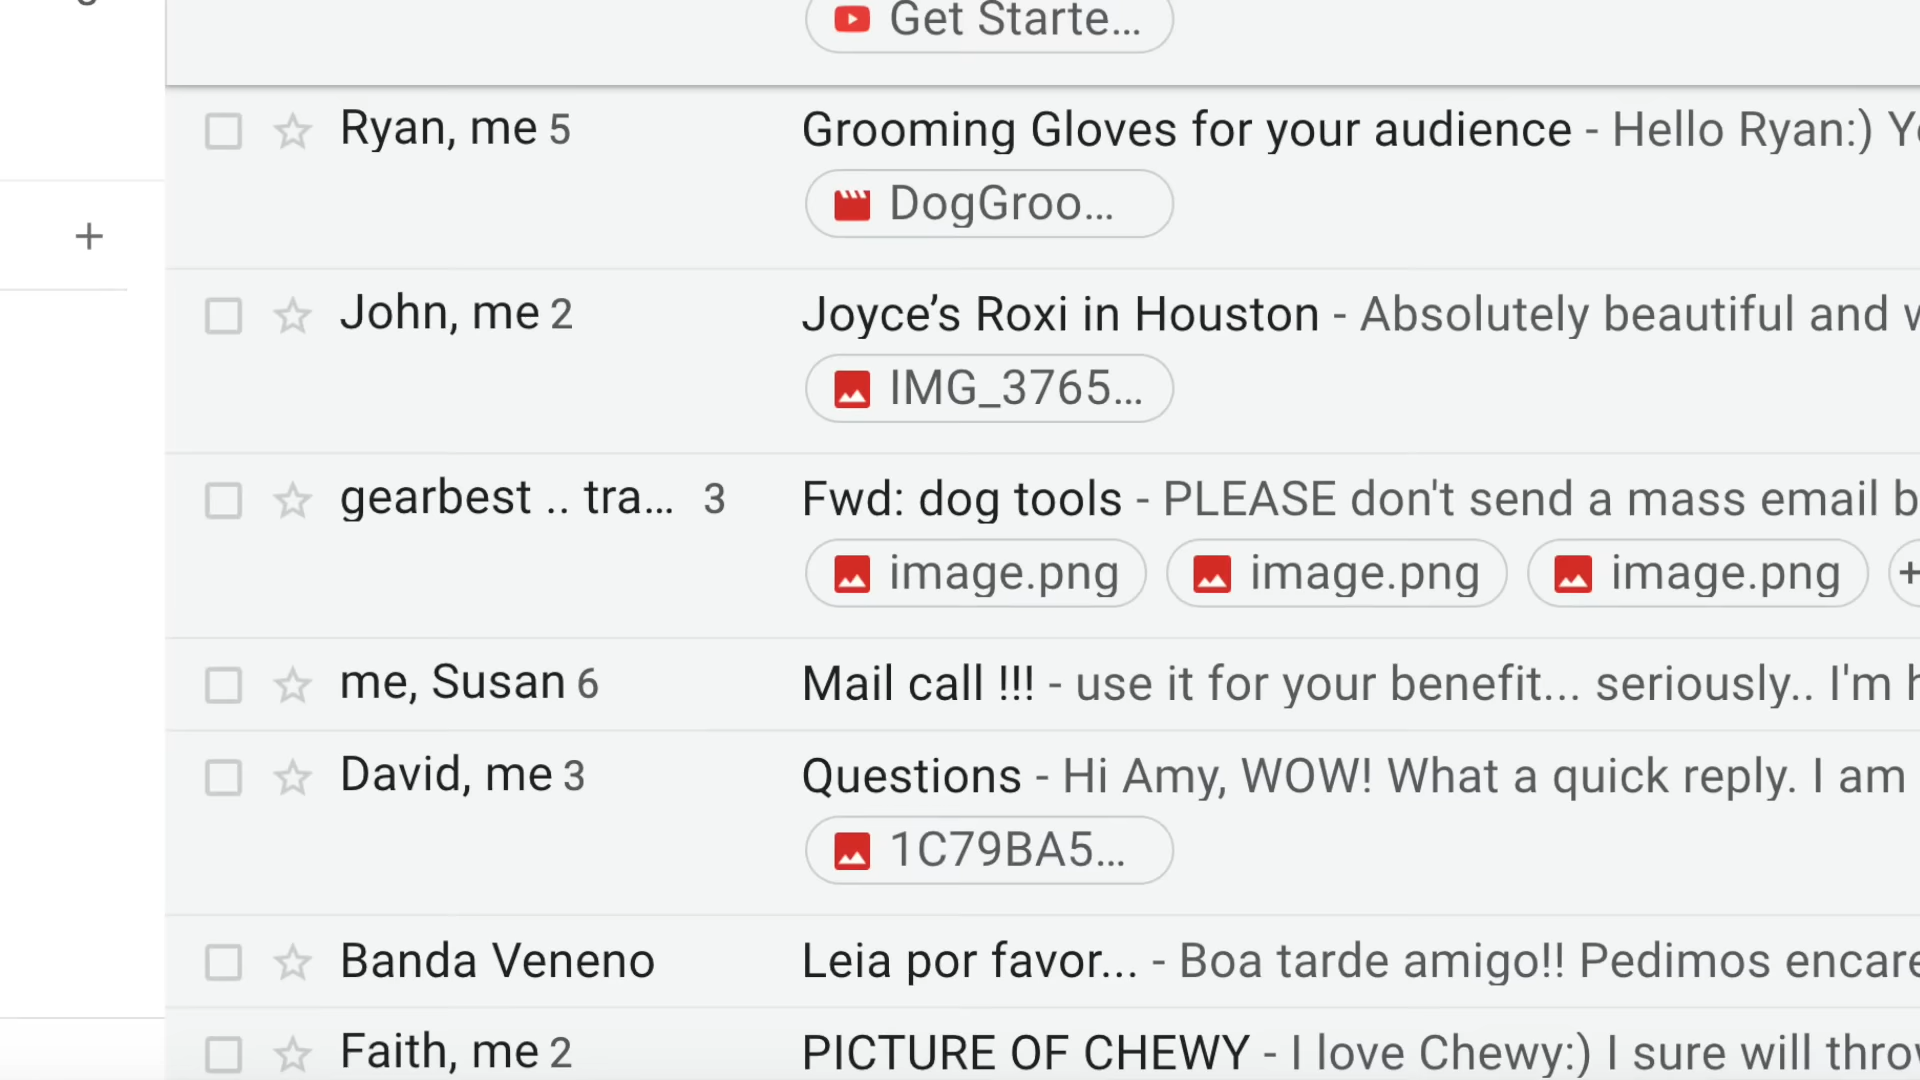 Get Starte...
Ryan, me 5 Grooming Gloves for your audience - Hello Ryan:)
DogGroo...
John, me 2 Joyce’s Roxi in Houston - Absolutely beautiful and
IMG_3765...
gearbest .. tra... 3 Fwd: dog tools - PLEASE don't send a mass email
image.png image.png image.png
me, Susan 6 Mail call !!! - use it for your benefit... seriously.. I'm
David, me 3 Questions - Hi Amy, WOW! What a quick reply. I am
1C79BA5...
Banda Veneno Leia por favor... - Boa tarde amigo!! Pedimos
Faith, me 2 PICTURE OF CHEWY - I love Chewy:) I sure will